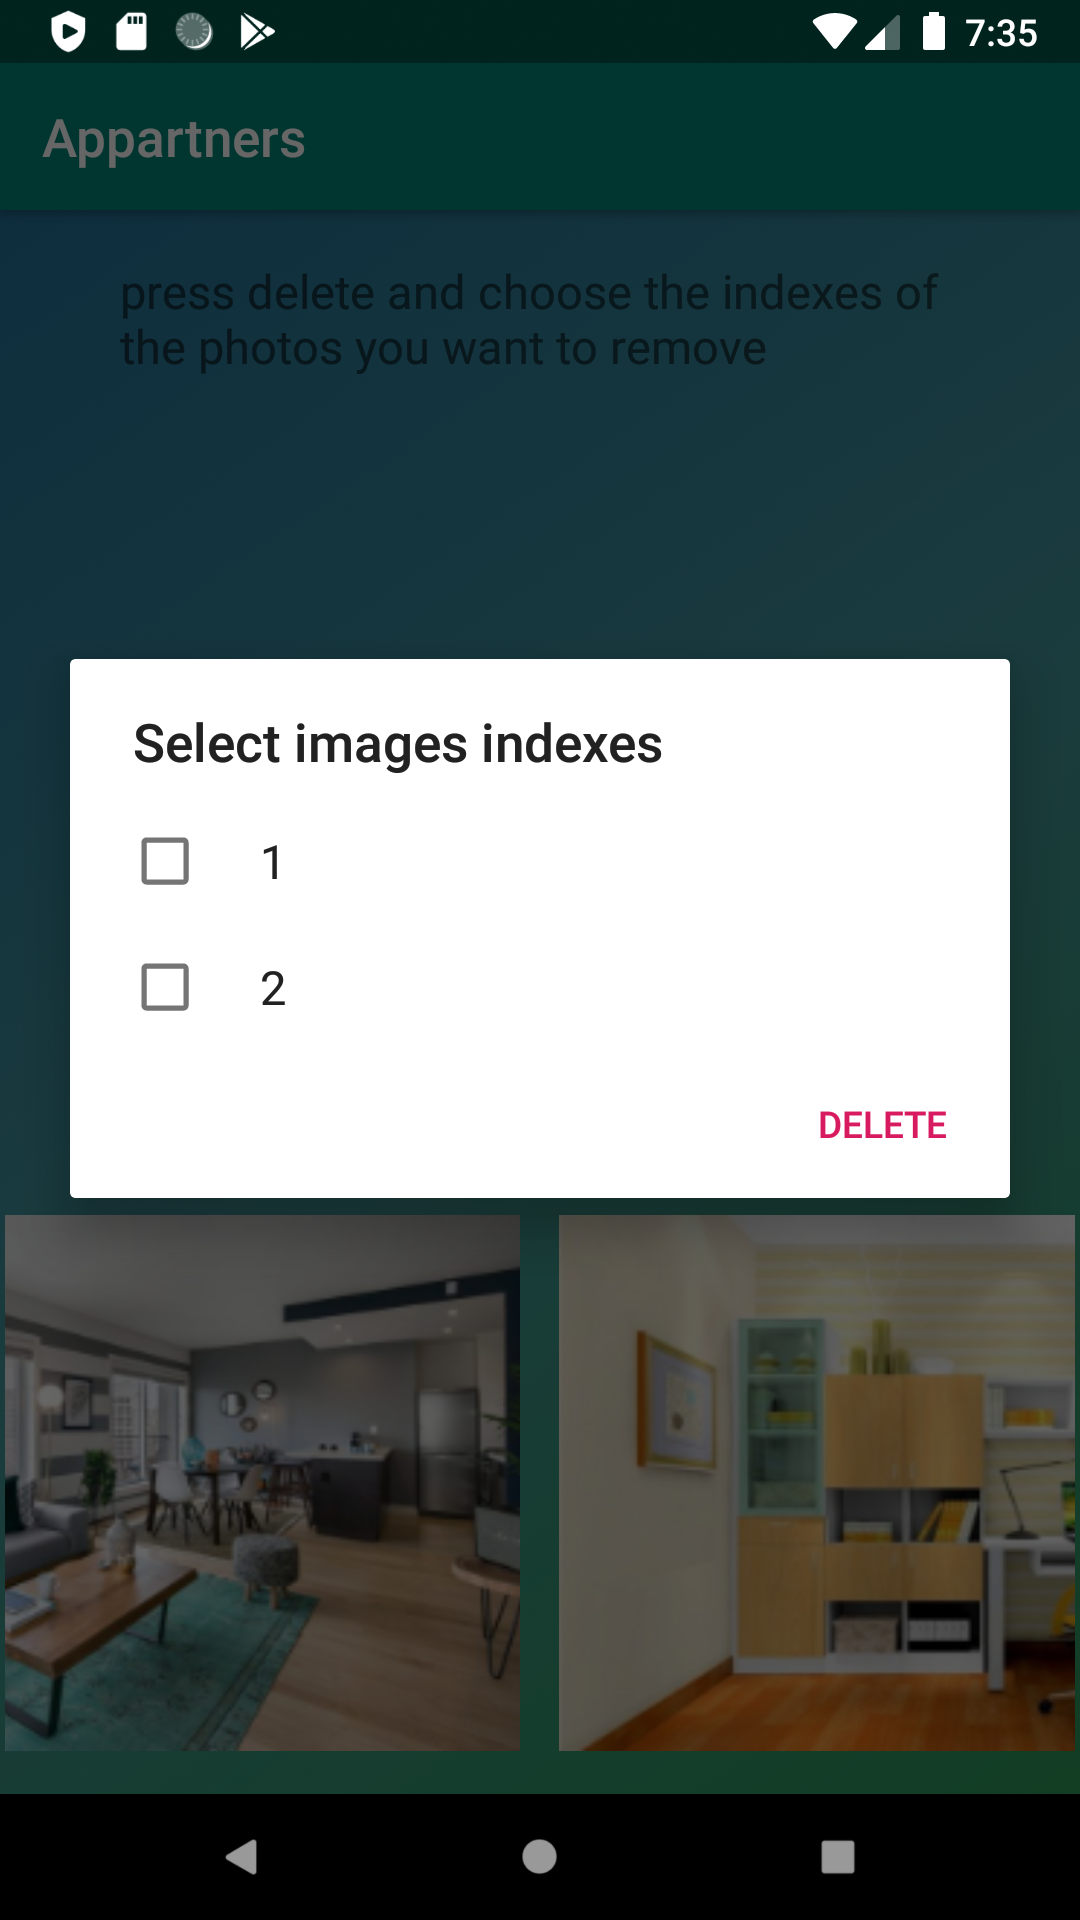 7:35
Appartners
press delete and choose the indexes of
the photos you want to remove
Select images indexes
1
2
DELETE